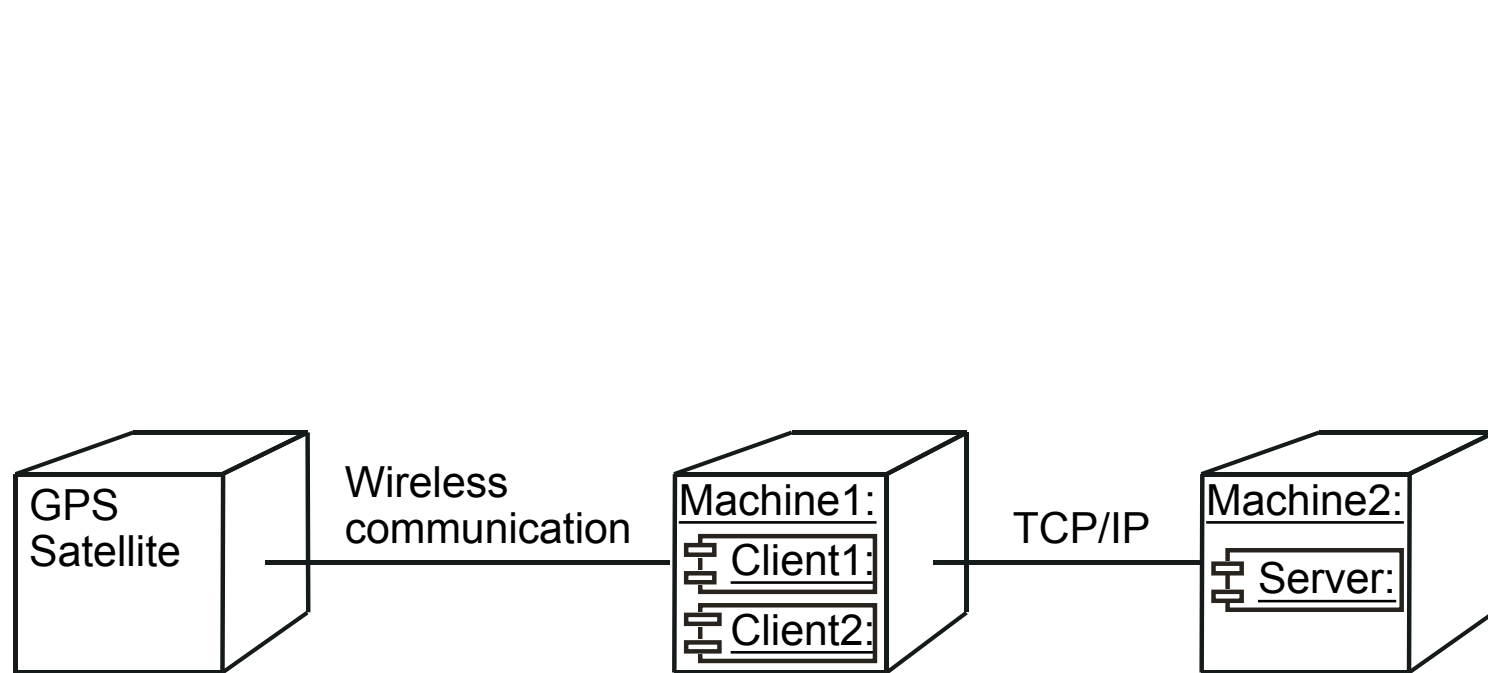 GPS
Satellite
Wireless
communication
Machine1:
Client1:
Client2:
TCP/IP
Machine2:
Server: